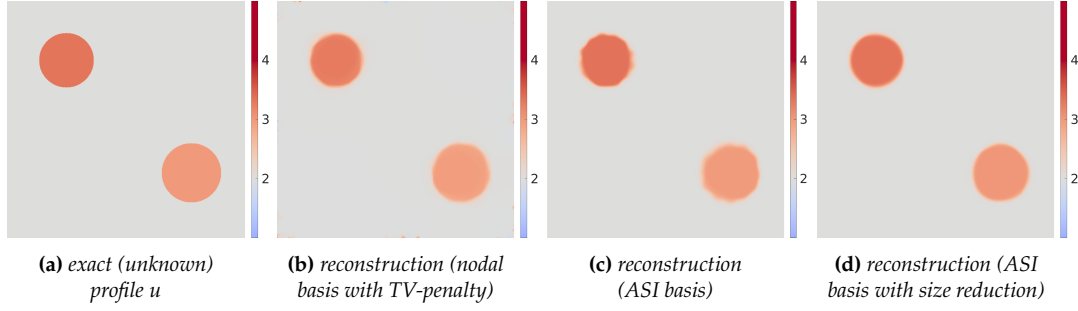 4
3
2
4
3
2
4
3
2
4
3
2
(a) exact (unknown)
profile u
(b) reconstruction (nodal
basis with TV-penalty)
(c) reconstruction
(ASI basis)
(d) reconstruction (ASI
basis with size reduction)